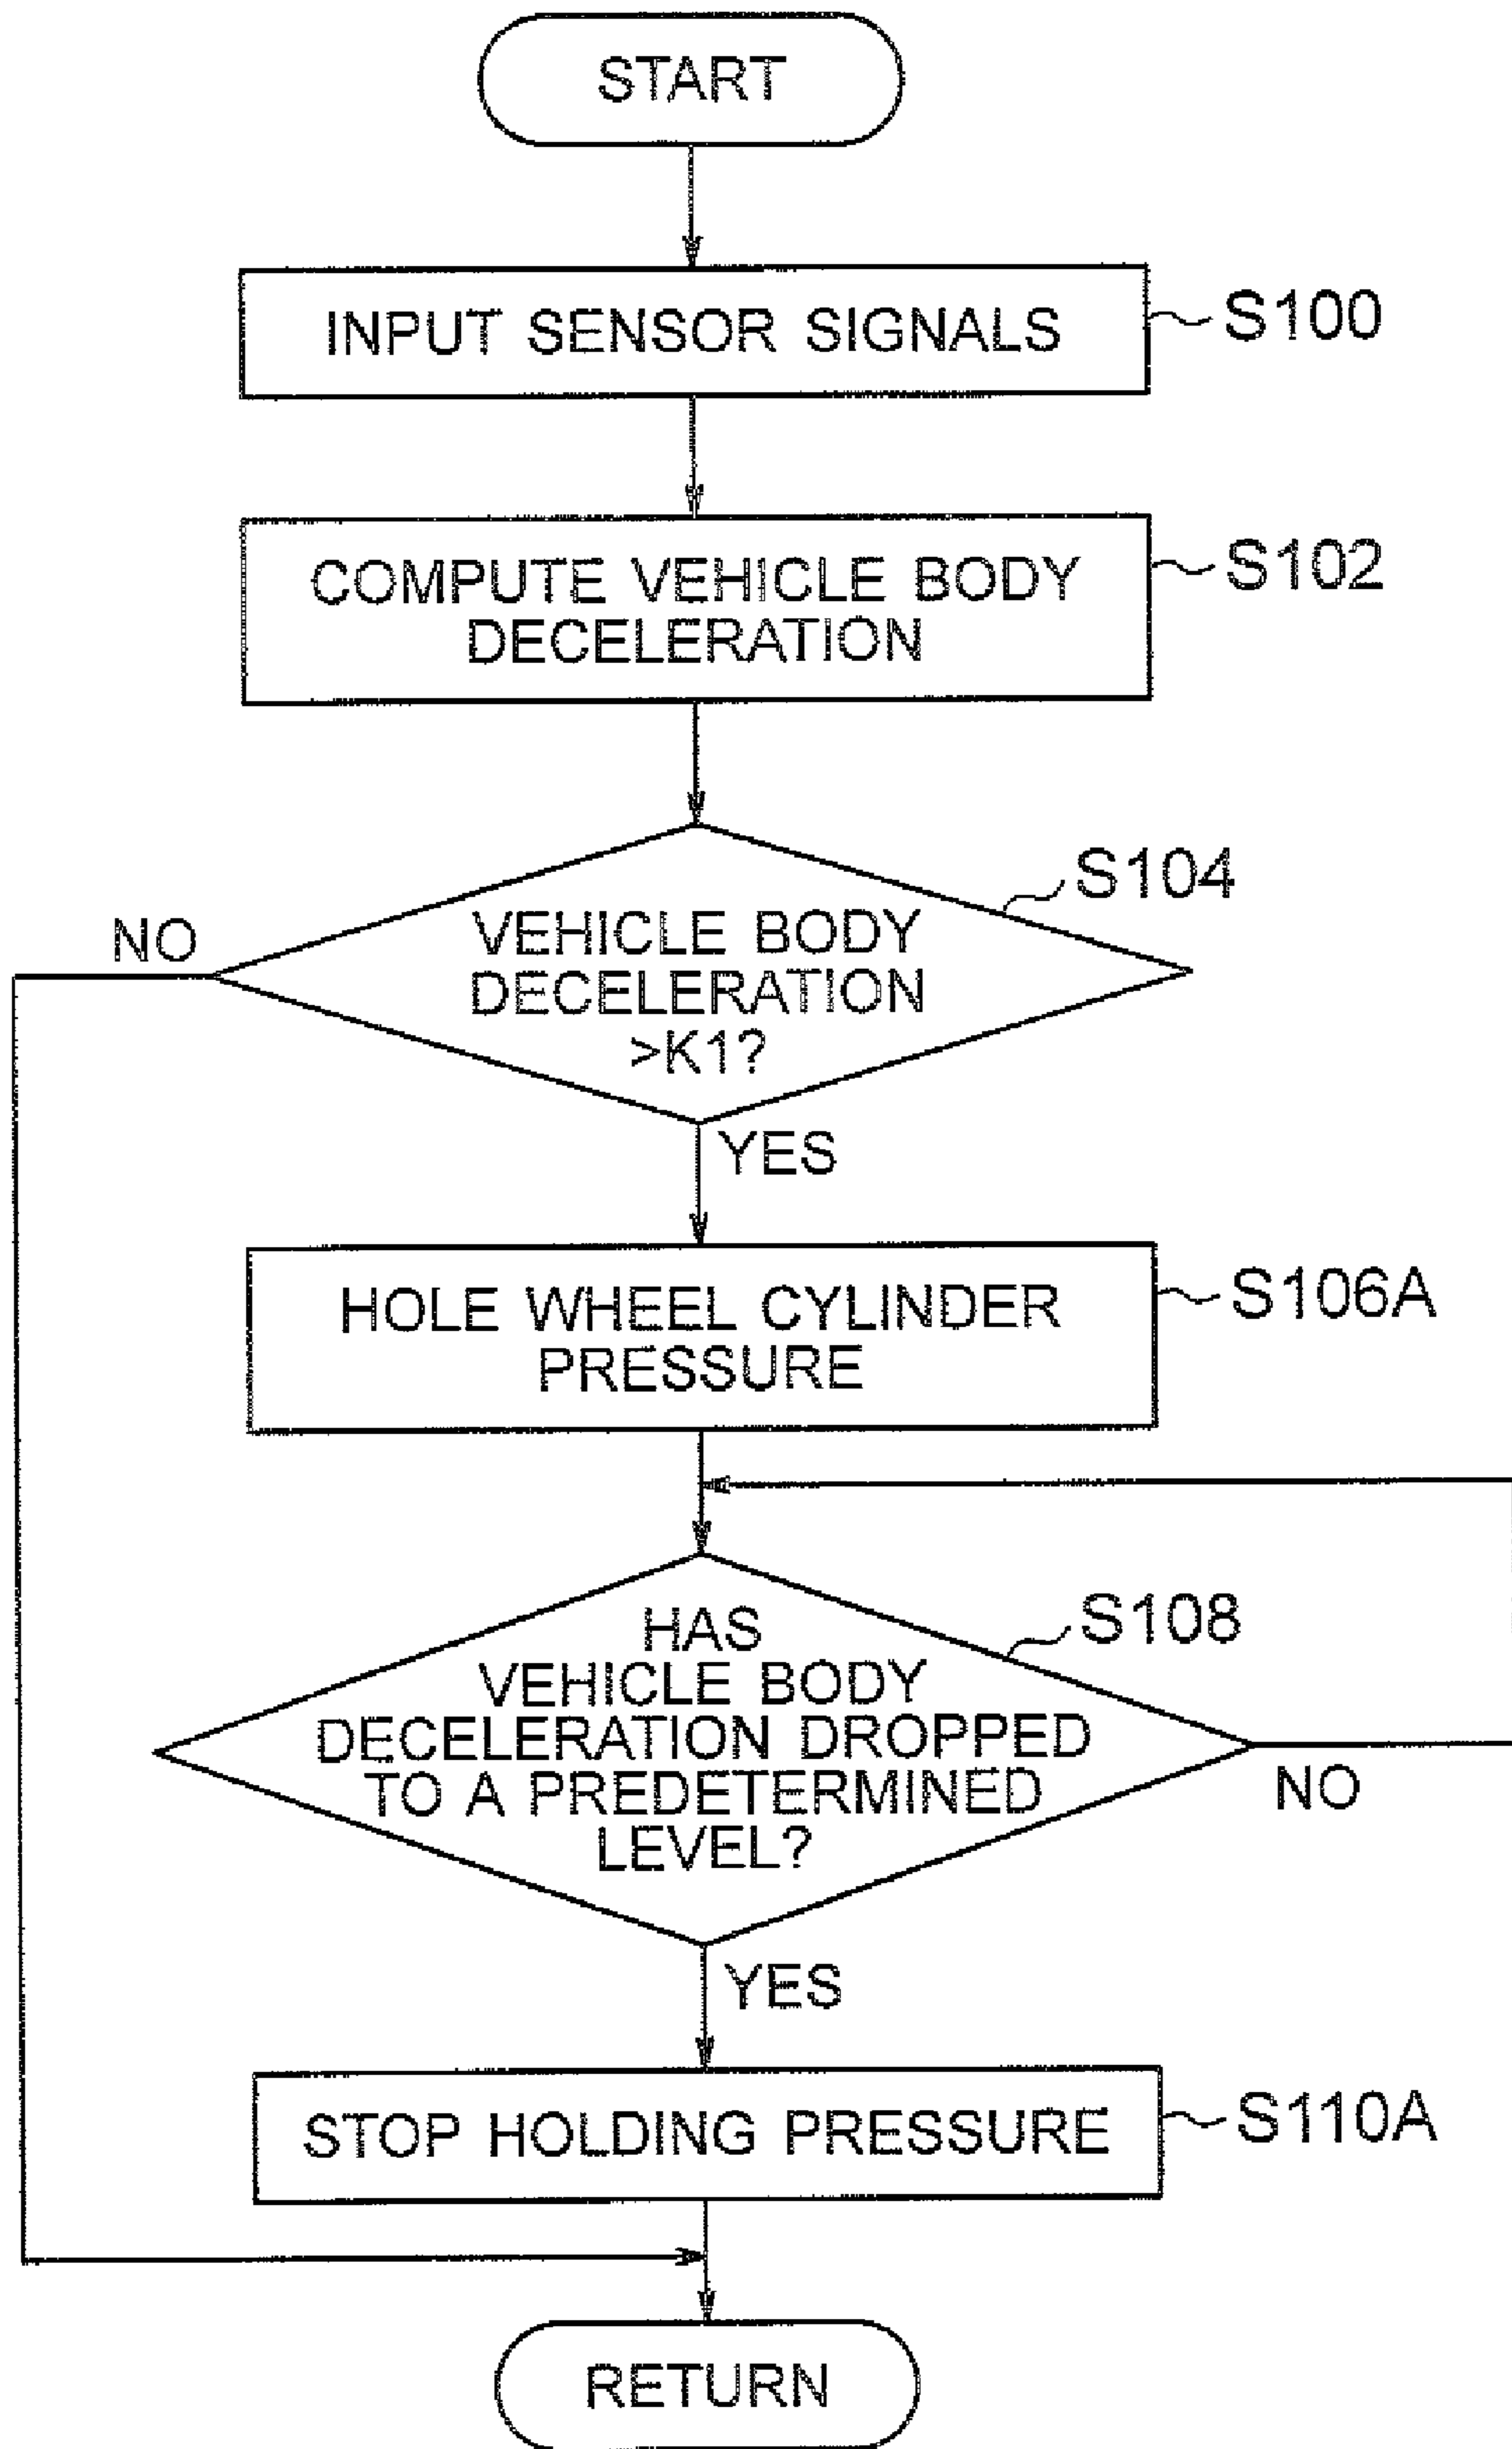 START
INPUT SENSOR SIGNALS
S100
COMPUTE VEHICLE BODY
DECELERATION
S102
S104
VEHICLE BODY
DECELERATION
>K1?
NO
YES
HOLE WHEEL CYLINDER
PRESSURE
S106A
HAS
VEHICLE BODY
DECELERATION DROPPED
TO A PREDETERMINED
LEVEL?
S108
NO
YES
STOP HOLDING PRESSURE
S110A
RETURN